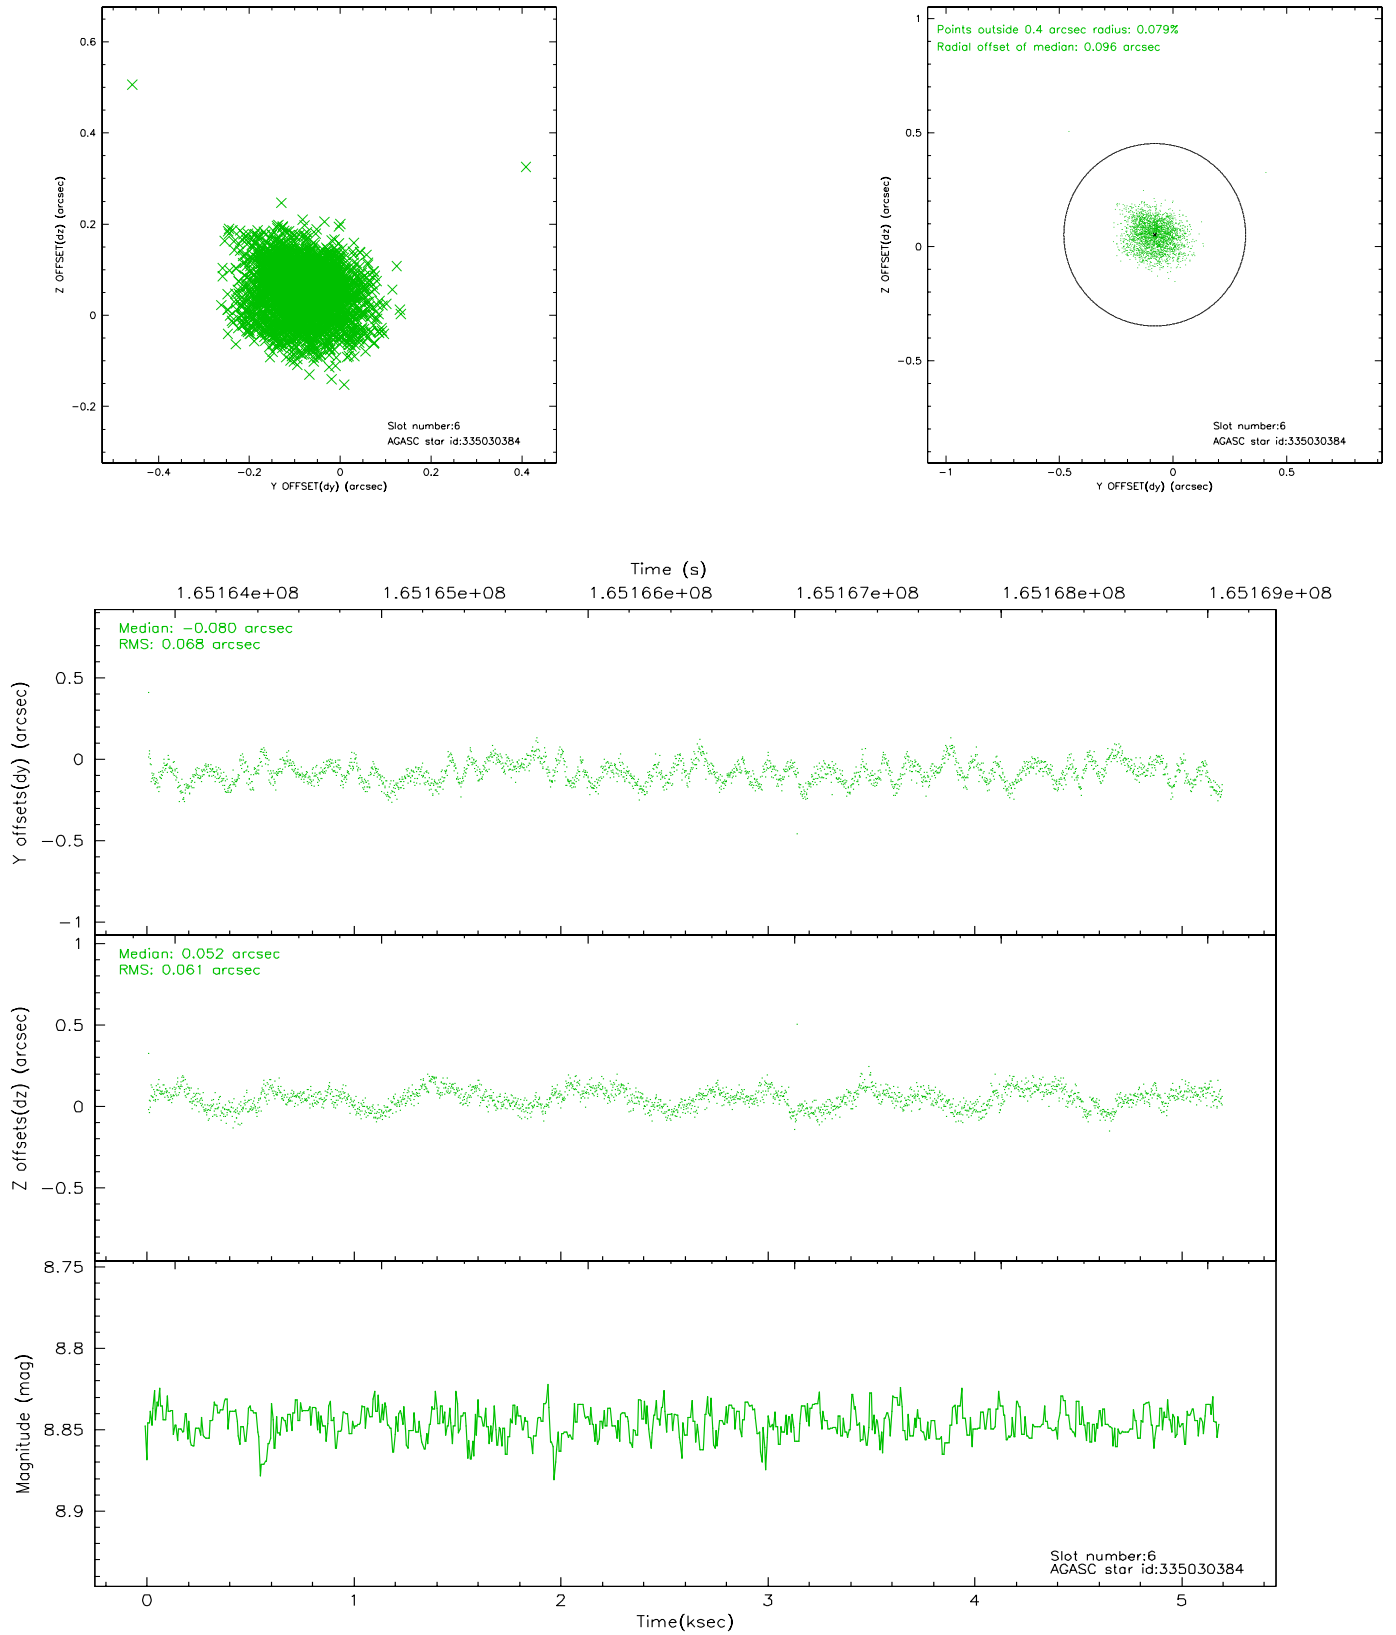 0.6
0.4
0.2
0
−0.2
Z OFFSET(dz) (arcsec)
Slot number:6
AGASC star id:335030384
−0.4 −0.2 0 0.2 0.4
Y OFFSET(dy) (arcsec)
Points outside 0.4 arcsec radius: 0.079%
Radial offset of median: 0.096 arcsec
1
0.5
0
−0.5
Z OFFSET(dz) (arcsec)
Slot number:6
AGASC star id:335030384
−1 −0.5 0 0.5
Y OFFSET(dy) (arcsec)
Time (s)
1.65164e+08 1.65165e+08 1.65166e+08 1.65167e+08 1.65168e+08 1.65169e+08
Median: −0.080 arcsec
RMS: 0.068 arcsec
0.5
0
−0.5
−1
Y offsets(dy) (arcsec)
Median: 0.052 arcsec
RMS: 0.061 arcsec
1
0.5
0
−0.5
Z offsets(dz) (arcsec)
8.75
8.8
8.85
8.9
Magnitude (mag)
Slot number:6
AGASC star id:335030384
0 1 2 3 4 5
Time(ksec)